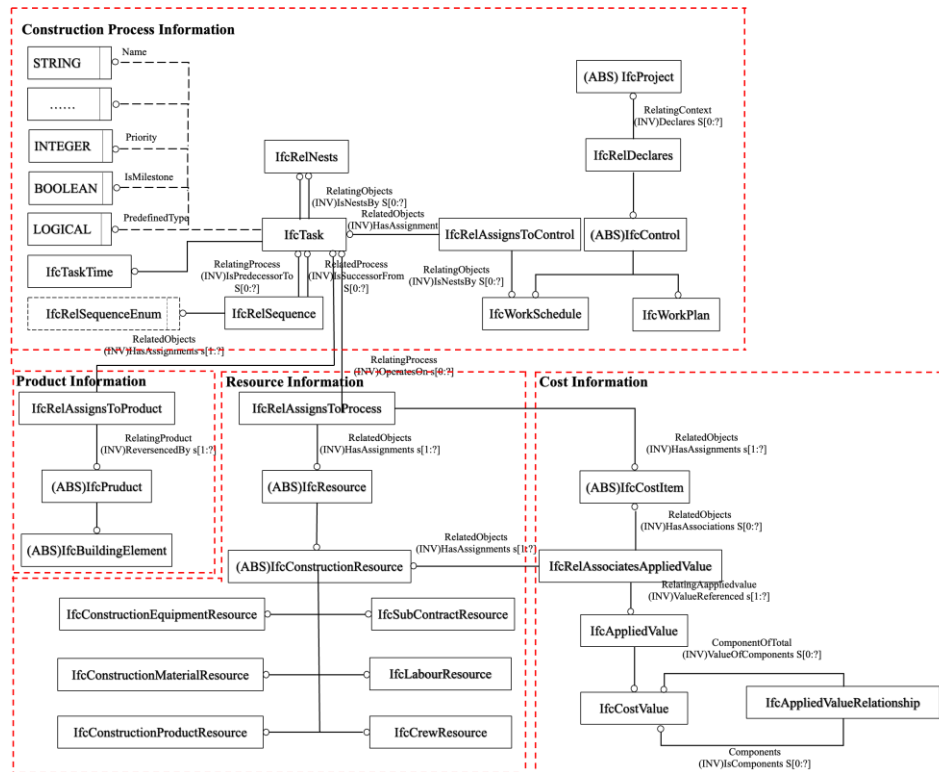 Construction Process Information
STRING
Name
......
INTEGER
Priority
BOOLEAN
IsMilestone
LOGICAL
PredefinedType
IfcTaskTime
IfcRelSequenceEnum
IfcRelNests
RelatingObjects
(INV)IsNestsBy S[0:?]
IfcTask
RelatedObjects
(INV)HasAssignment
IfcRelAssignsToControl
RelatingProcess
(INV)IsPredecessorTo
S[0:?]
RelatedProcess
(INV)IsSuccessorFrom
S[0:?]
IfcRelSequence
(ABS) IfcProject
RelatingContext
(INV)Declares S[0:?]
IfcRelDeclares
(ABS)IfcControl
RelatingObjects
(INV)IsNestsBy S[0:?]
IfcWorkSchedule
IfcWorkPlan
RelatedObjects
(INV)HasAssignments s[1:?]
RelatingProcess
(INV)OperatesOn s[0:?]
Product Information
IfcRelAssignsToProduct
RelatingProduct
(INV)ReversencedBy s[1:?]
(ABS)IfcPruduct
(ABS)IfcBuildingElement
Resource Information
IfcRelAssignsToProcess
RelatedObjects
(INV)HasAssignments s[1:?]
(ABS)IfcResource
RelatedObjects
(INV)HasAssignments s[1t?]
(ABS)IfcConstructionResource
IfcConstructionEquipmentResource
IfcSubContractResource
IfcConstructionMaterialResource
IfcLabourResource
IfcConstructionProductResource
IfcCrewResource
Cost Information
RelatedObjects
(INV)HasAssignments s[1:?]
(ABS)IfcCostItem
RelatedObjects
(INV)HasAssociations S[0:?]
IfcRelAssociatesAppliedValue
RelatingAappliedvalue
(INV)ValueReferenced s[1:?]
IfcAppliedValue
ComponentOfTotal
(INV)ValueOfComponents S[0:?]
IfcCostValue
IfcAppliedValueRelationship
Components
(INV)IsComponents S[0:?]